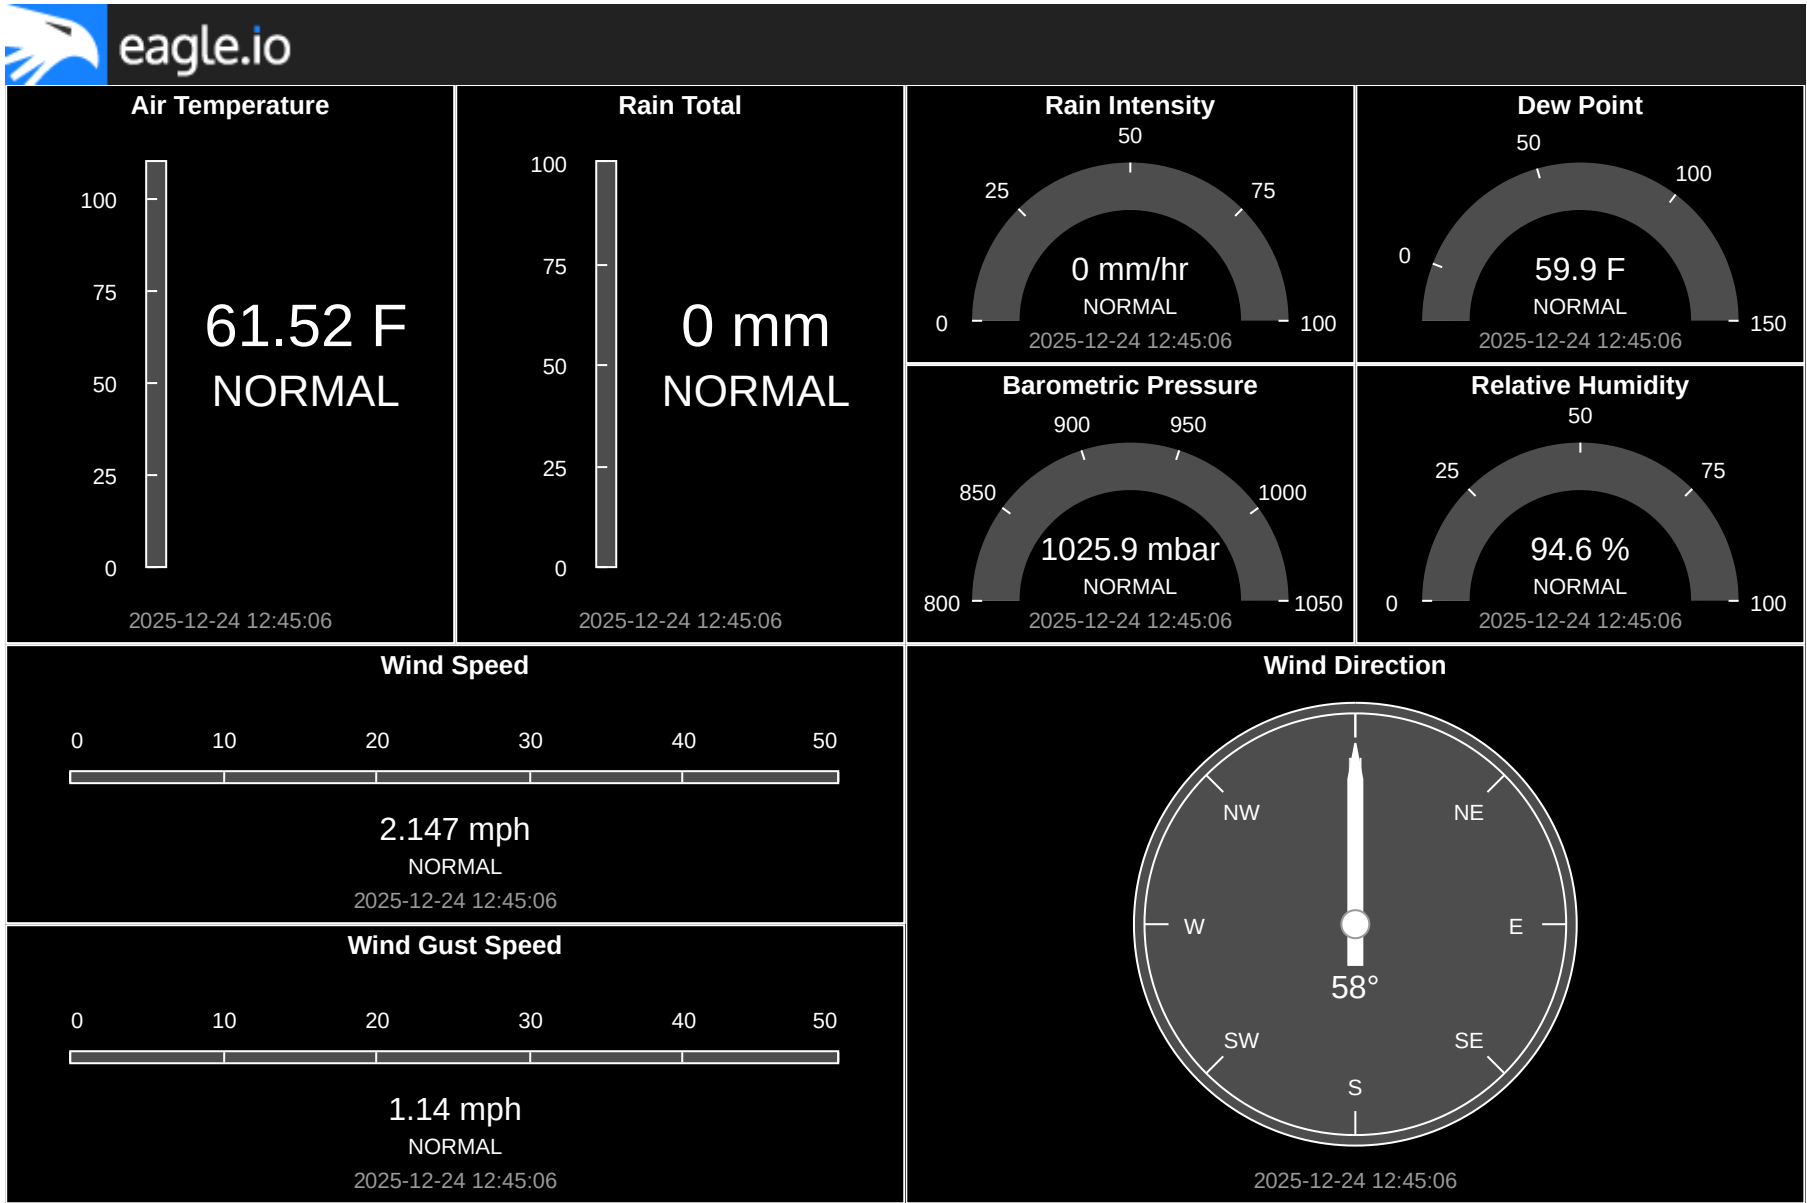 eagle.io
Air Temperature
100
75
50
25
0
61.52 F
NORMAL
2025-12-24 12:45:06
Rain Total
100
75
50
25
0
0 mm
NORMAL
2025-12-24 12:45:06
Rain Intensity
50
25
75
0
100
0 mm/hr
NORMAL
2025-12-24 12:45:06
Dew Point
50
100
0
150
59.9 F
NORMAL
2025-12-24 12:45:06
Barometric Pressure
900
950
850
1000
800
1050
1025.9 mbar
NORMAL
2025-12-24 12:45:06
Relative Humidity
50
25
75
0
100
94.6 %
NORMAL
2025-12-24 12:45:06
Wind Speed
0 10 20 30 40 50
2.147 mph
NORMAL
2025-12-24 12:45:06
Wind Gust Speed
0 10 20 30 40 50
1.14 mph
NORMAL
2025-12-24 12:45:06
Wind Direction
NW
NE
W
E
58°
SW
SE
S
2025-12-24 12:45:06